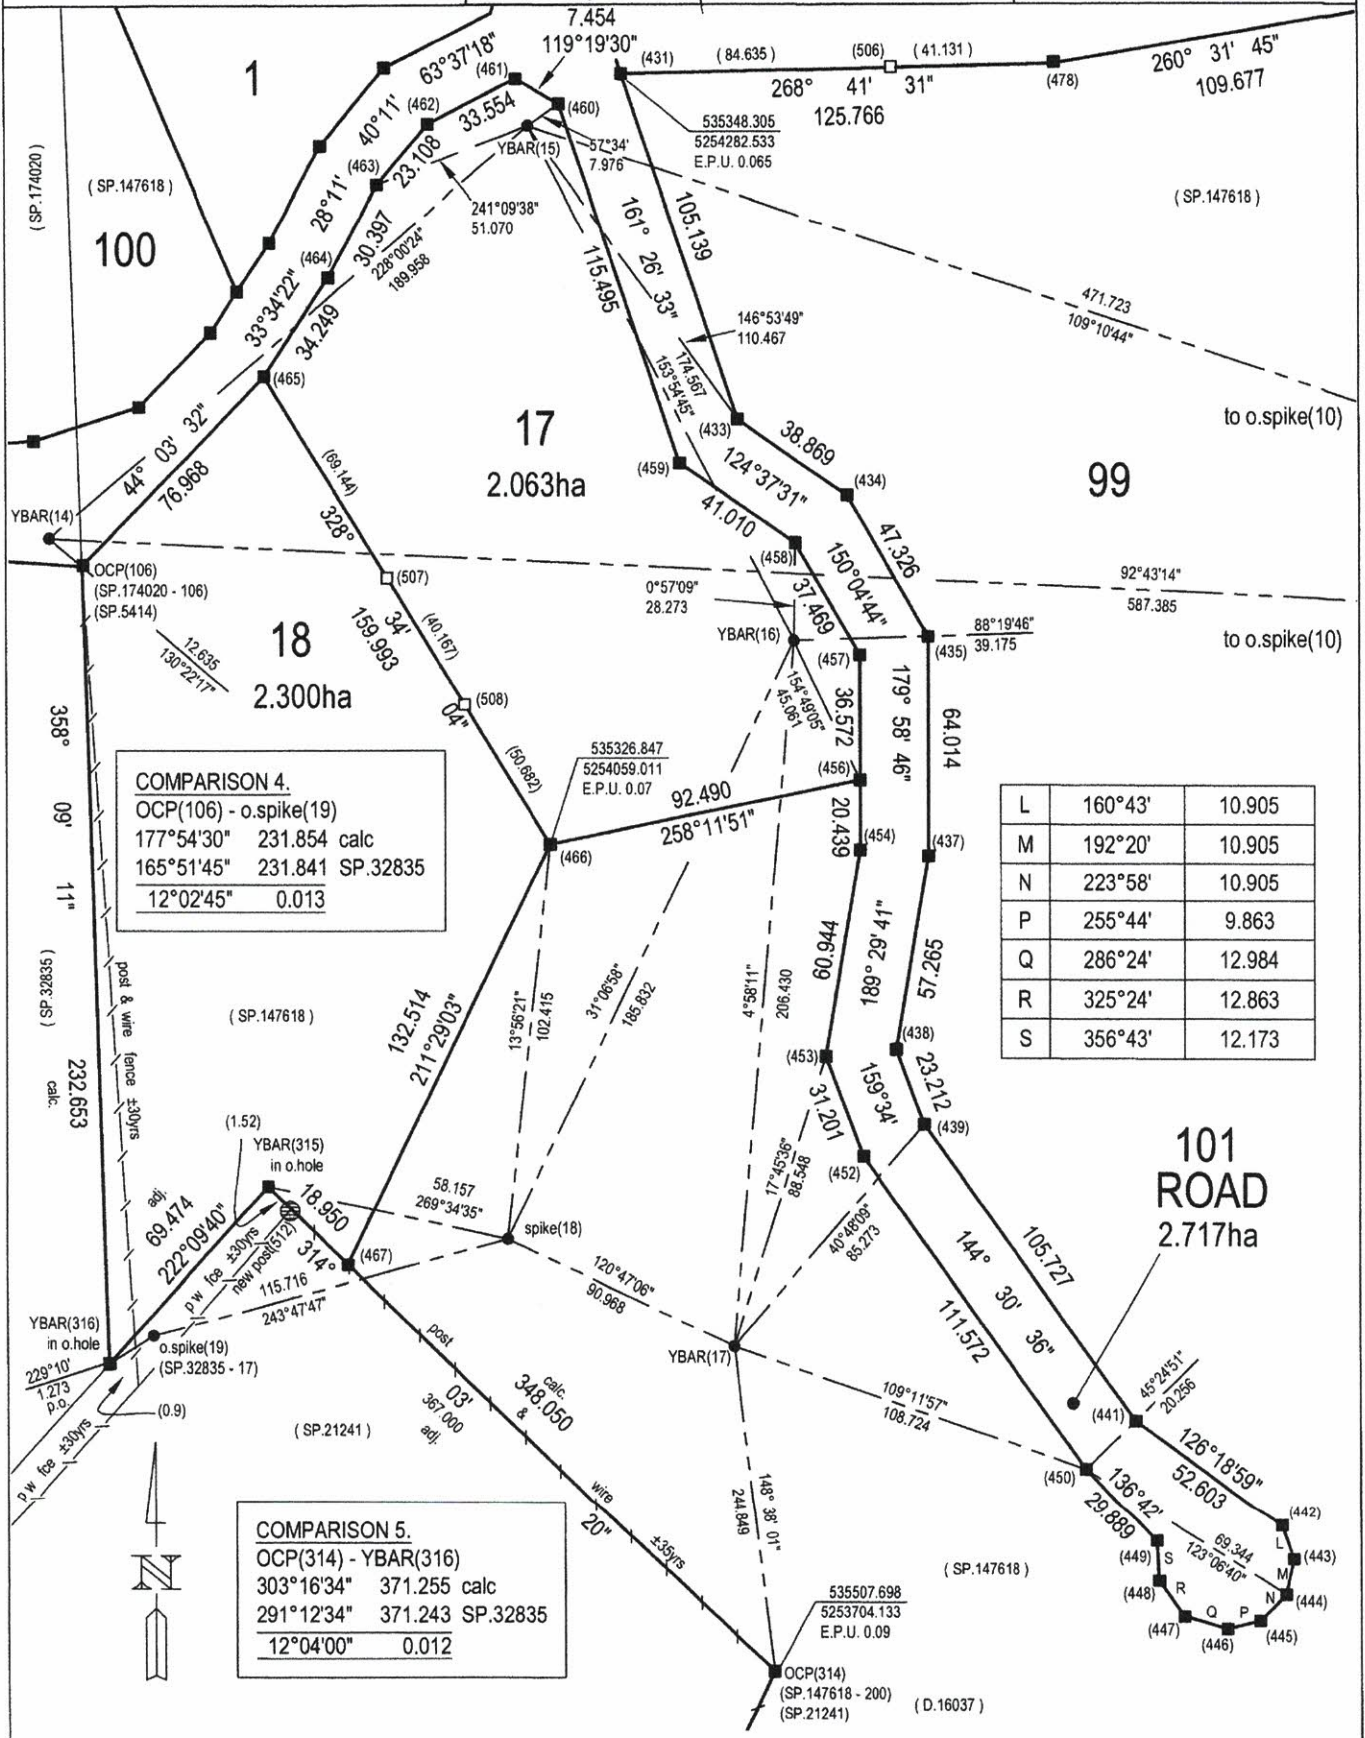 7.454
119°19'30"
(431)
(84.635)
(506)
(41.131)
(478)
260° 31' 45"
109.677
268° 41' 31"
125.766
1
63°37'18"
(461)
(460)
40°11'
(462)
33.554
535348.305
5254282.533
E.P.U. 0.065
YBAR(15)
57°34'
7.976
(SP.174020)
(SP.147618)
100
28°11'
(463)
23.108
241°09'38"
51.070
(SP.147618)
161° 26' 33"
105.139
115.495
30.397
228°00'24"
189.958
(464)
33°34'22"
34.249
471.723
109°10'44"
146°53'49"
110.467
174.567
153°54'45"
(465)
to o.spike(10)
44° 03' 32"
76.968
17
2.063ha
(433)
38.869
(459)
124°37'31"
(434)
99
41.010
(69.144)
328°
YBAR(14)
47.326
(458)
150°04'44"
OCP(106)
(SP.174020 - 106)
(SP.5414)
(507)
92°43'14"
587.385
0°57'09"
28.273
37.469
34'
159.993
(40.167)
18
2.300ha
12.635
130°22'17"
YBAR(16)
(435)
88°19'46"
39.175
to o.spike(10)
(457)
154°49'05"
45.061
36.572
179° 58' 46"
64.014
(508)
04"
358° 09' 11"
(50.682)
535326.847
5254059.011
E.P.U. 0.07
COMPARISON 4.
OCP(106) - o.spike(19)
177°54'30" 231.854 calc
165°51'45" 231.841 SP.32835
12°02'45" 0.013
(456)
92.490
258°11'51"
20.439
(454)
(437)
(466)
L 160°43' 10.905
M 192°20' 10.905
N 223°58' 10.905
P 255°44' 9.863
Q 286°24' 12.984
R 325°24' 12.863
S 356°43' 12.173
(SP.32835)
post & wire fence ±30yrs
(SP.147618)
132.514
211°29'03"
13°56'21"
102.415
31°06'58"
185.832
4°58'11"
206.430
60.944
189° 29' 41"
57.265
232.653
calc.
(453)
(438)
159°34'
23.212
31.201
(439)
(452)
17°45'36"
88.548
40°48'09"
85.273
101
ROAD
2.717ha
(1.52)
YBAR(315)
in o.hole
adj.
69.474
222°09'40"
p w fce ±30yrs
new post(512)
18.950
314°
(467)
58.157
269°34'35"
spike(18)
115.716
243°47'47"
120°47'06"
90.968
144° 30' 36"
105.727
111.572
YBAR(316)
in o.hole
229°10'
1.273
p.o.
o.spike(19)
(SP.32835 - 17)
(0.9)
p w fce ±30yrs
YBAR(17)
109°11'57"
108.724
45°24'51"
20.256
(441)
(450)
post & wire ±35yrs
03'
367.000
adj.
calc.
348.050
20"
(SP.21241)
126°18'59"
52.603
136°42'
29.889
(442)
L
(443)
M
N
(444)
69.344
123°06'40"
(449)
S
(448)
R
(447)
Q
(446)
P
(445)
148° 38' 01"
244.849
(SP.147618)
N
COMPARISON 5.
OCP(314) - YBAR(316)
303°16'34" 371.255 calc
291°12'34" 371.243 SP.32835
12°04'00" 0.012
535507.698
5253704.133
E.P.U. 0.09
OCP(314)
(SP.147618 - 200)
(SP.21241)
(D.16037)